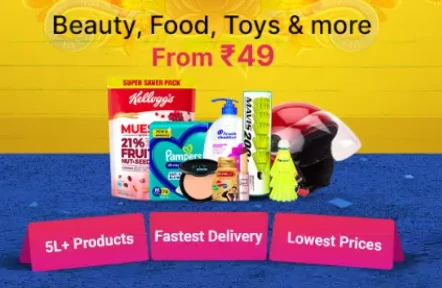 Beauty, Food, Toys & more
From ₹49
SUPER SAVER PACK
Kellogg's
MUES
21%
FRUIT
NUT+SEED
Pampers
MAVIS 200
5L+ Products
Fastest Delivery
Lowest Prices